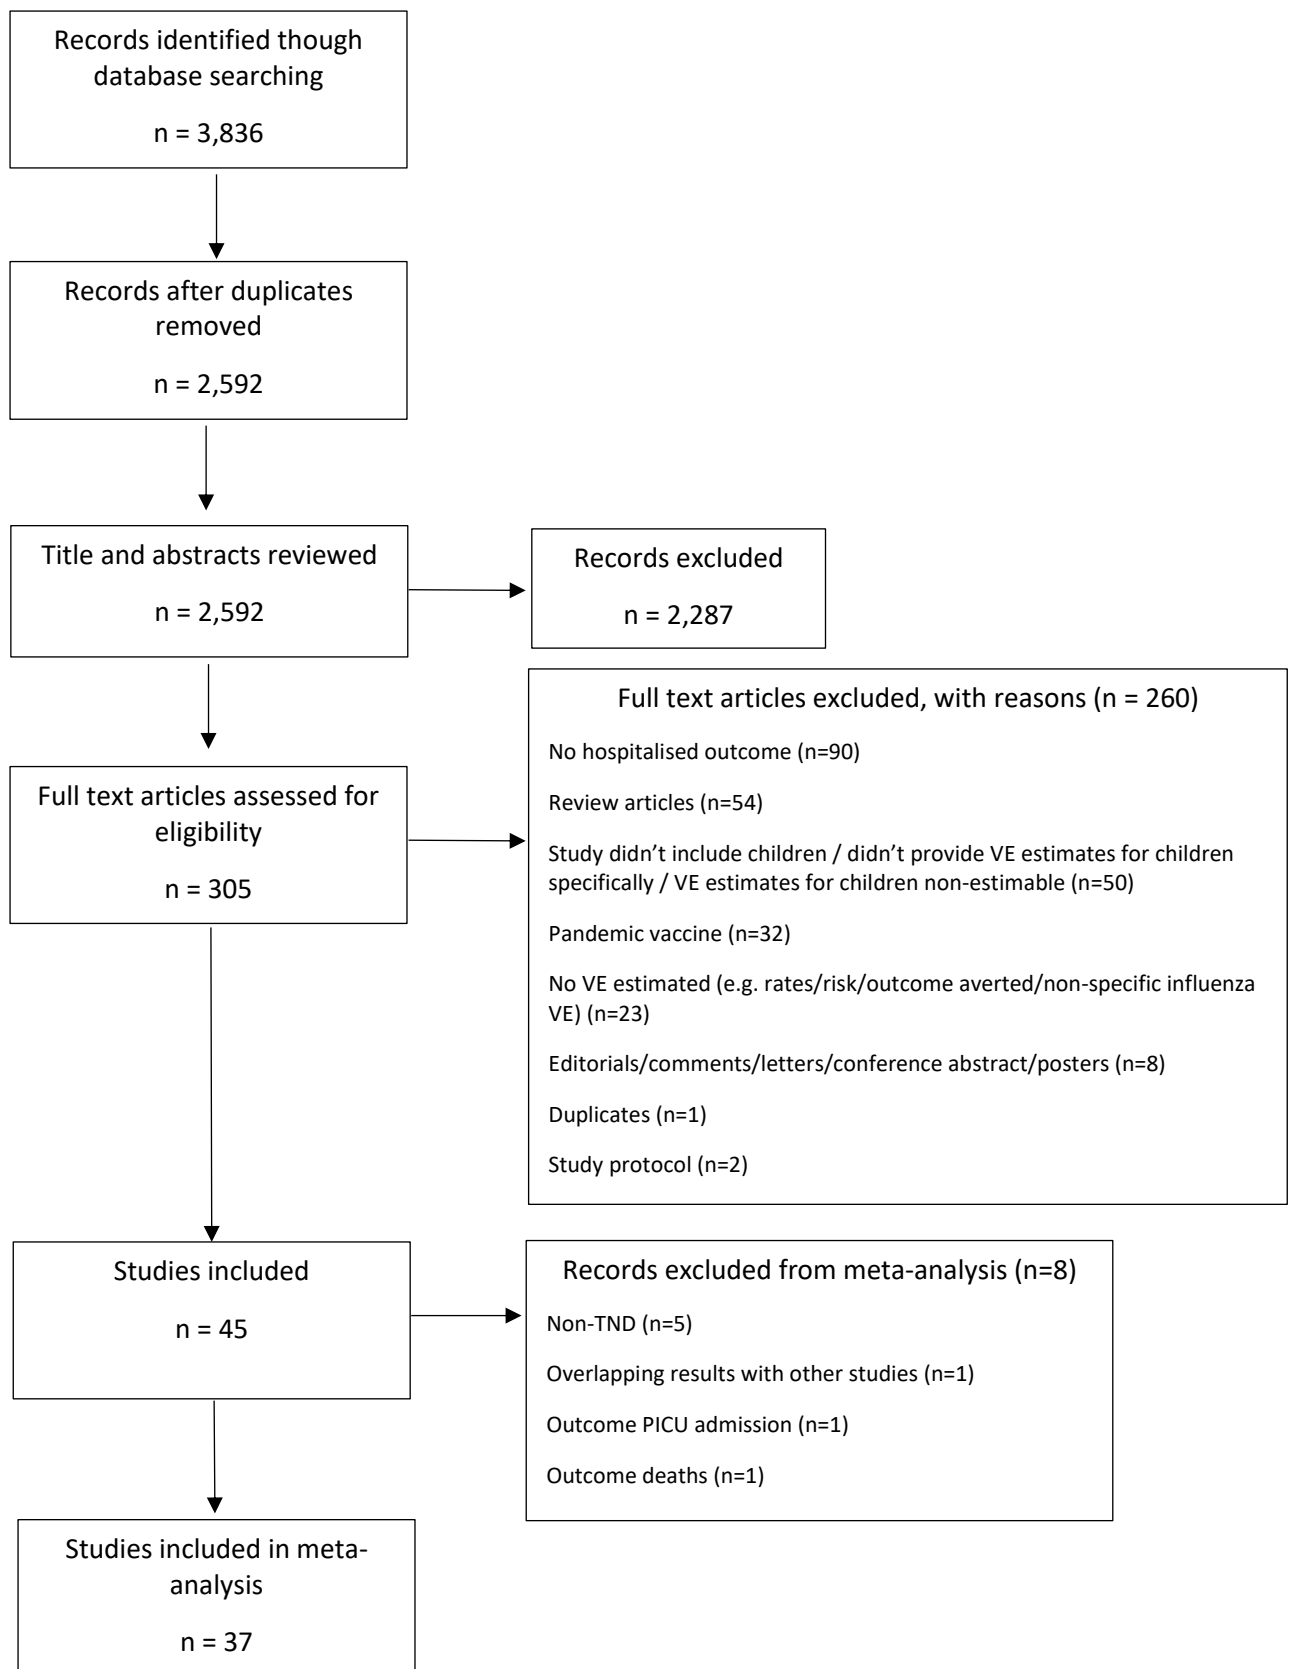 Records identified though
database searching
n = 3,836
Records after duplicates
removed
n = 2,592
Title and abstracts reviewed
n = 2,592
Records excluded
n = 2,287
Full text articles assessed for
eligibility
n = 305
Full text articles excluded, with reasons (n = 260)
No hospitalised outcome (n=90)
Review articles (n=54)
Study didn’t include children / didn’t provide VE estimates for children
specifically / VE estimates for children non-estimable (n=50)
Pandemic vaccine (n=32)
No VE estimated (e.g. rates/risk/outcome averted/non-specific influenza
VE) (n=23)
Editorials/comments/letters/conference abstract/posters (n=8)
Duplicates (n=1)
Study protocol (n=2)
Studies included
n = 45
Records excluded from meta-analysis (n=8)
Non-TND (n=5)
Overlapping results with other studies (n=1)
Outcome PICU admission (n=1)
Outcome deaths (n=1)
Studies included in meta-
analysis
n = 37